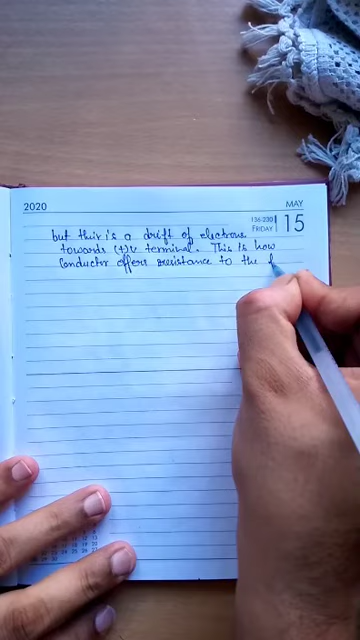 2020
MAY
136-230
FRIDAY
15
but their is a drift of electrons
towards (+)v terminal. This is how
Conductor offers resistance to the f